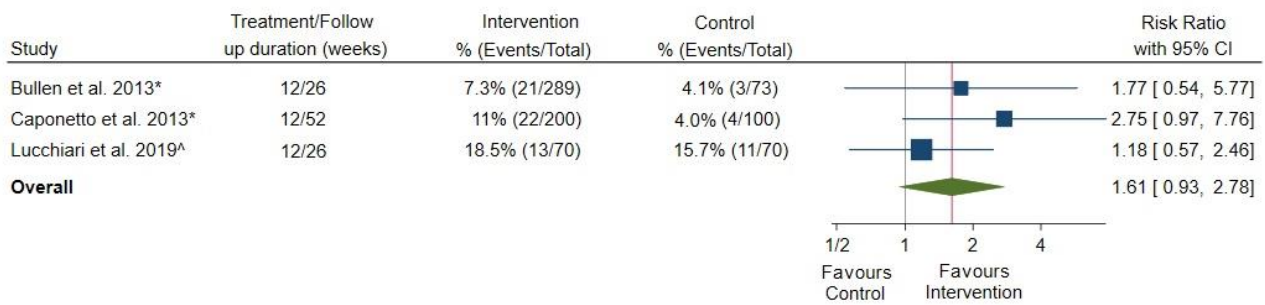 Treatment/Follow Intervention Control Risk Ratio
Study up duration (weeks) % (Events/Total) % (Events/Total) with 95% CI
Bullen et al. 2013* 12/26 7.3% (21/289) 4.1% (3/73) 1.77 [ 0.54, 5.77]
Caponetto et al. 2013* 12/52 11% (22/200) 4.0% (4/100) 2.75 [ 0.97, 7.76]
Lucchiari et al. 2019^ 12/26 18.5% (13/70) 15.7% (11/70) 1.18 [ 0.57, 2.46]
Overall 1.61 [ 0.93, 2.78]
1/2 1 2 4
Favours Favours
Control Intervention